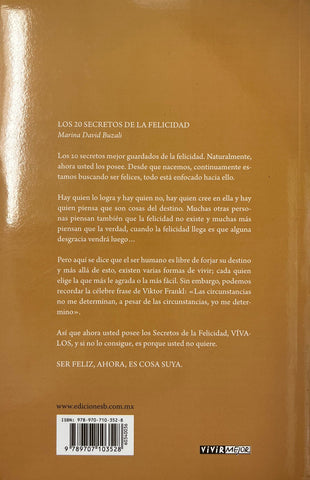 LOS 20 SECRETOS DE LA FELICIDAD
Marina David Buzali
Los 20 secretos mejor guardados de la felicidad. Naturalmente,
ahora usted los posee. Desde que nacemos, continuamente es-
tamos buscando ser felices, todo está enfocado hacia ello.
Hay quien lo logra y hay quien no, hay quien cree en ella y hay
quien piensa que son cosas del destino. Muchas otras perso-
nas piensan también que la felicidad no existe y muchas más
piensan que la verdad, cuando la felicidad llega es que alguna
desgracia vendrá luego...
Pero aquí se dice que el ser humano es libre de forjar su destino
y más allá de esto, existen varias formas de vivir; cada quien
elige la que más le agrada o la más fácil. Sin embargo, podemos
recordar la célebre frase de Viktor Frankl: «Las circunstancias
no me determinan, a pesar de las circunstancias, yo me deter-
mino».
Así que ahora usted posee los Secretos de la Felicidad, VÍVA-
LOS, y si no lo consigue, es porque usted no quiere.
SER FELIZ, AHORA, ES COSA SUYA.
www.edicionesb.com.mx
ISBN: 978-970-710-352-8
9 789707 103528
VIVIR MEJOR